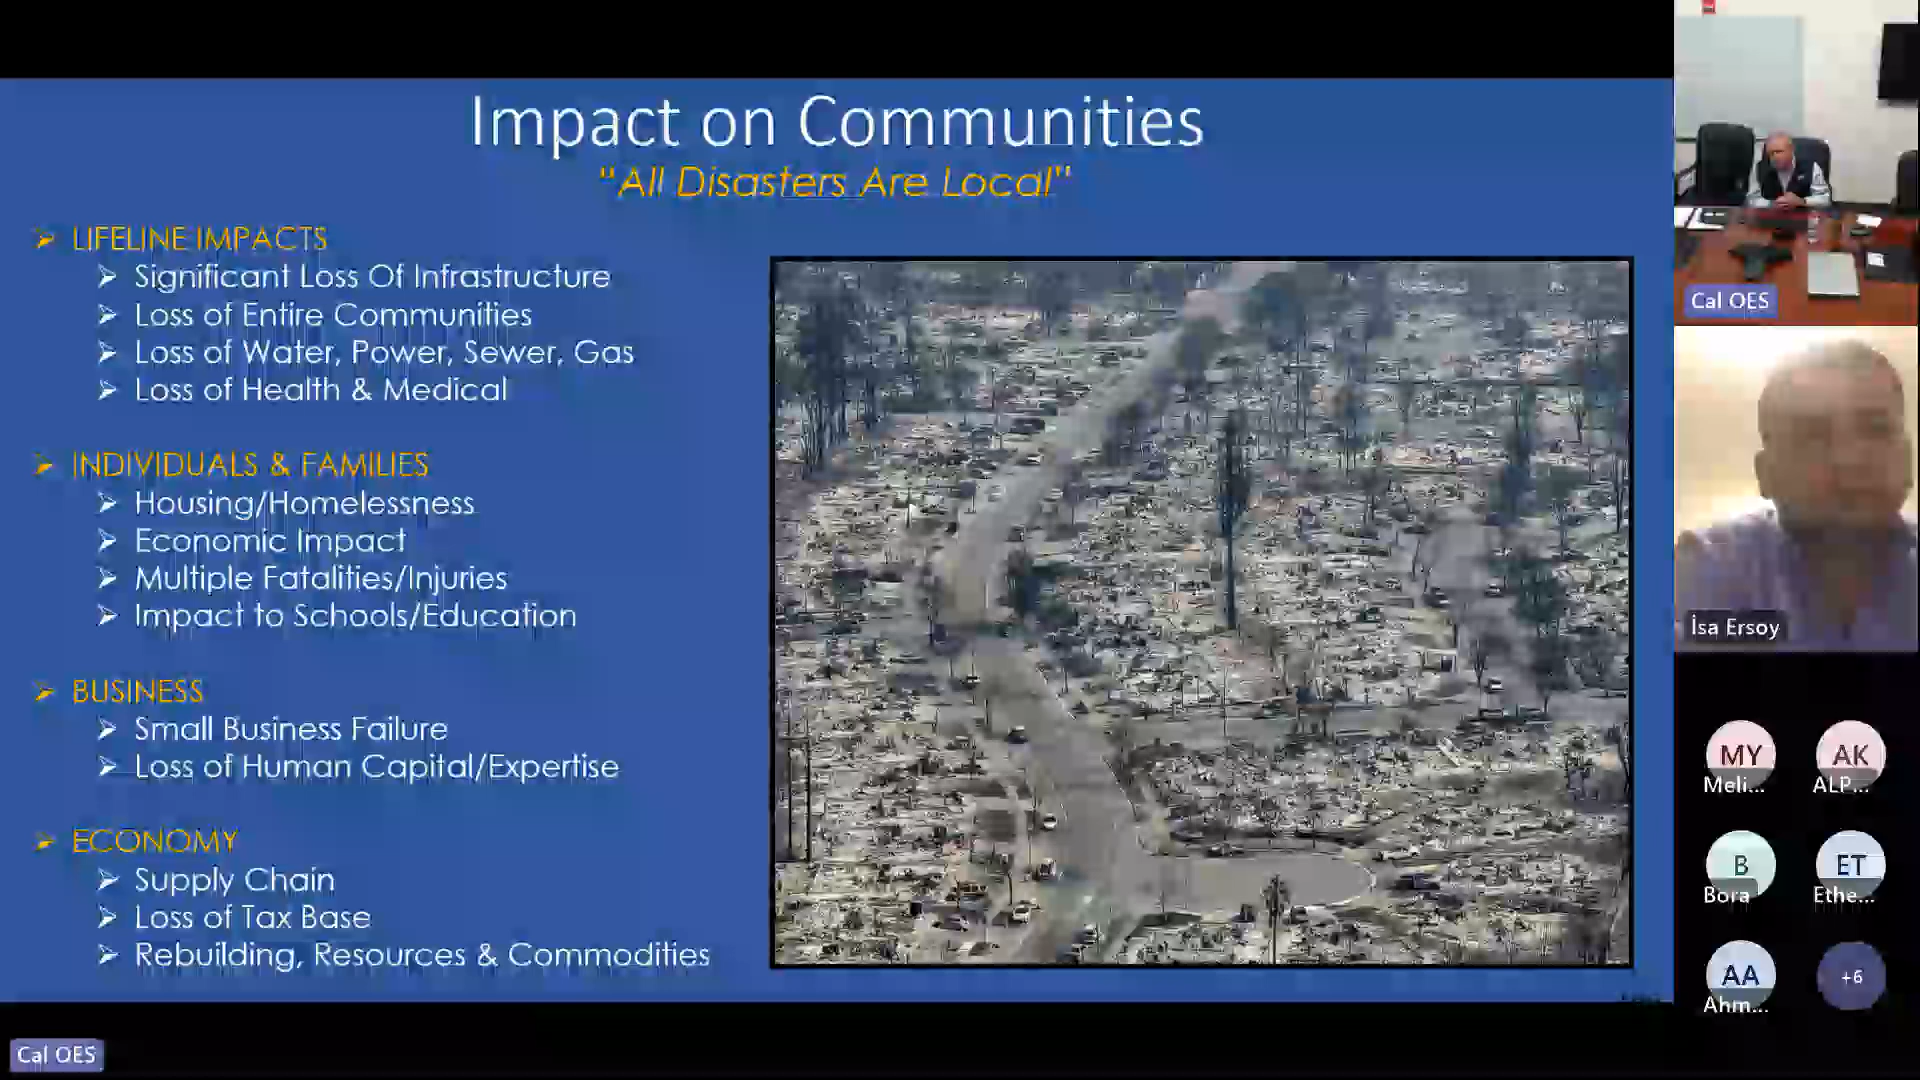 Impact on Communities
"All Disasters Are Local"
LIFELINE IMPACTS
Significant Loss Of Infrastructure
Loss of Entire Communities
Loss of Water, Power, Sewer, Gas
Loss of Health & Medical
INDIVIDUALS & FAMILIES
Housing/Homelessness
Economic Impact
Multiple Fatalities/Injuries
Impact to Schools/Education
BUSINESS
Small Business Failure
Loss of Human Capital/Expertise
ECONOMY
Supply Chain
Loss of Tax Base
Rebuilding, Resources & Commodities
Cal OES
Cal OES
İsa Ersoy
MY
Meli...
AK
ALP...
B
Bora
ET
Ethe...
AA
Ahm...
+6